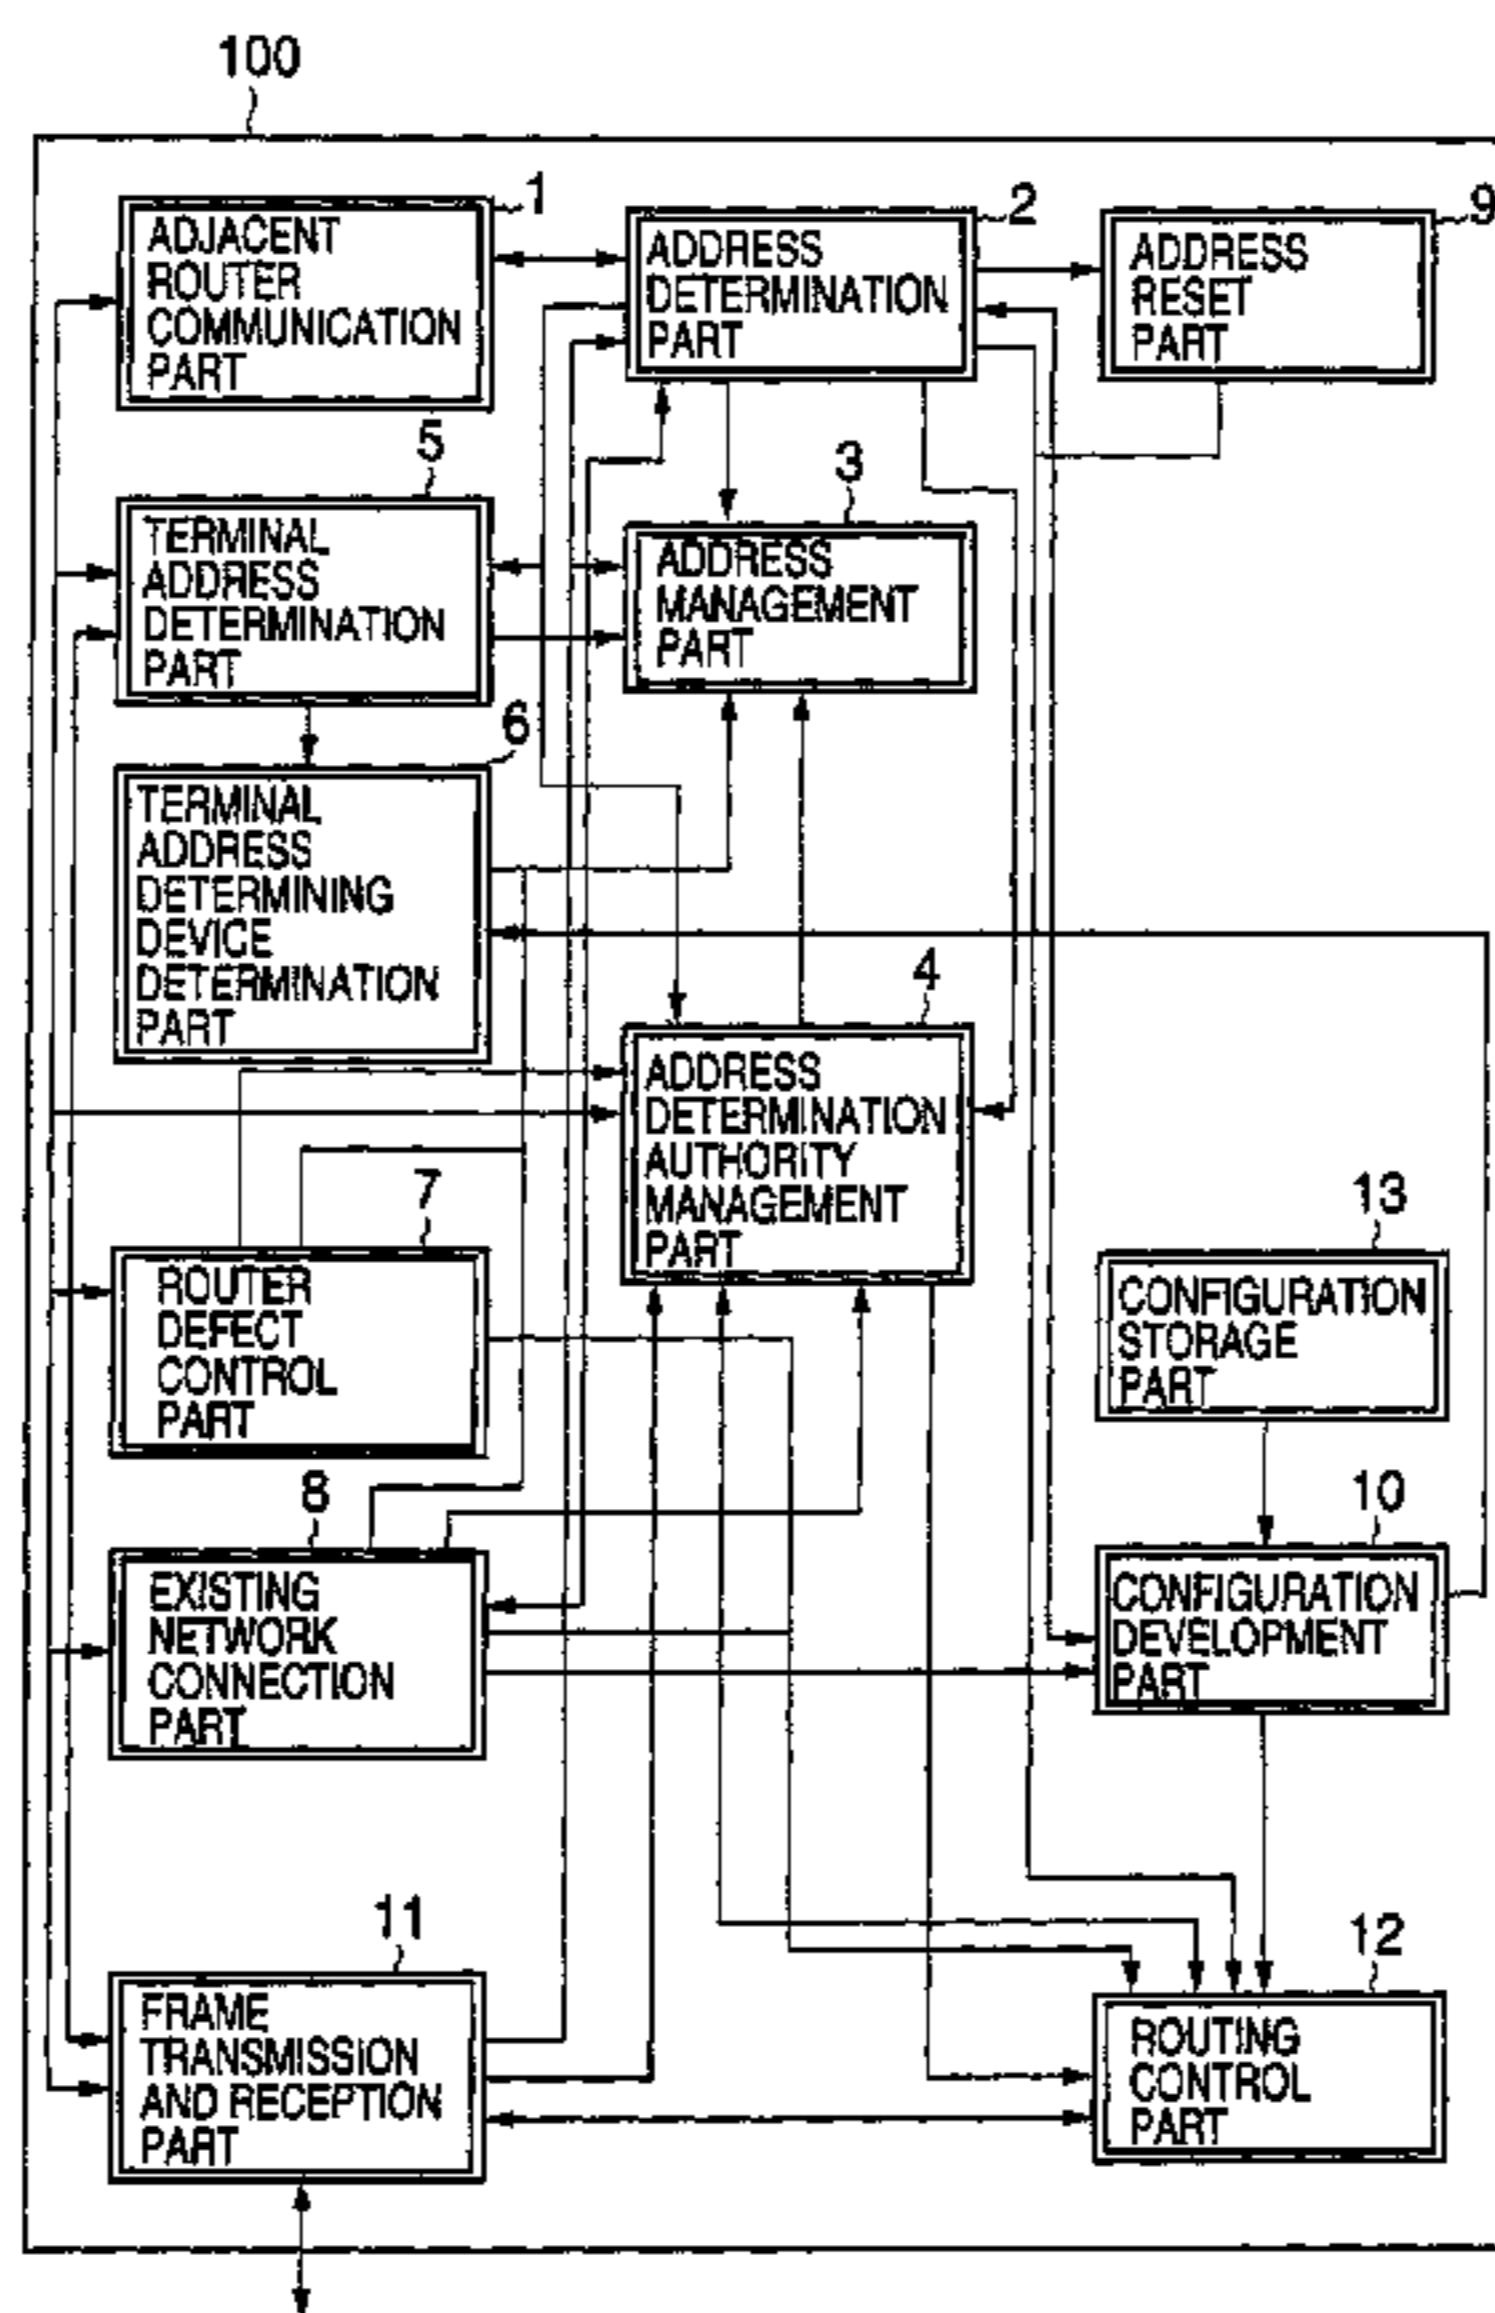 100
1
ADJACENT
ROUTER
COMMUNICATION
PART
2
ADDRESS
DETERMINATION
PART
9
ADDRESS
RESET
PART
5
TERMINAL
ADDRESS
DETERMINATION
PART
3
ADDRESS
MANAGEMENT
PART
6
TERMINAL
ADDRESS
DETERMINING
DEVICE
DETERMINATION
PART
4
ADDRESS
DETERMINATION
AUTHORITY
MANAGEMENT
PART
7
ROUTER
DEFECT
CONTROL
PART
13
CONFIGURATION
STORAGE
PART
8
EXISTING
NETWORK
CONNECTION
PART
10
CONFIGURATION
DEVELOPMENT
PART
11
FRAME
TRANSMISSION
AND RECEPTION
PART
12
ROUTING
CONTROL
PART